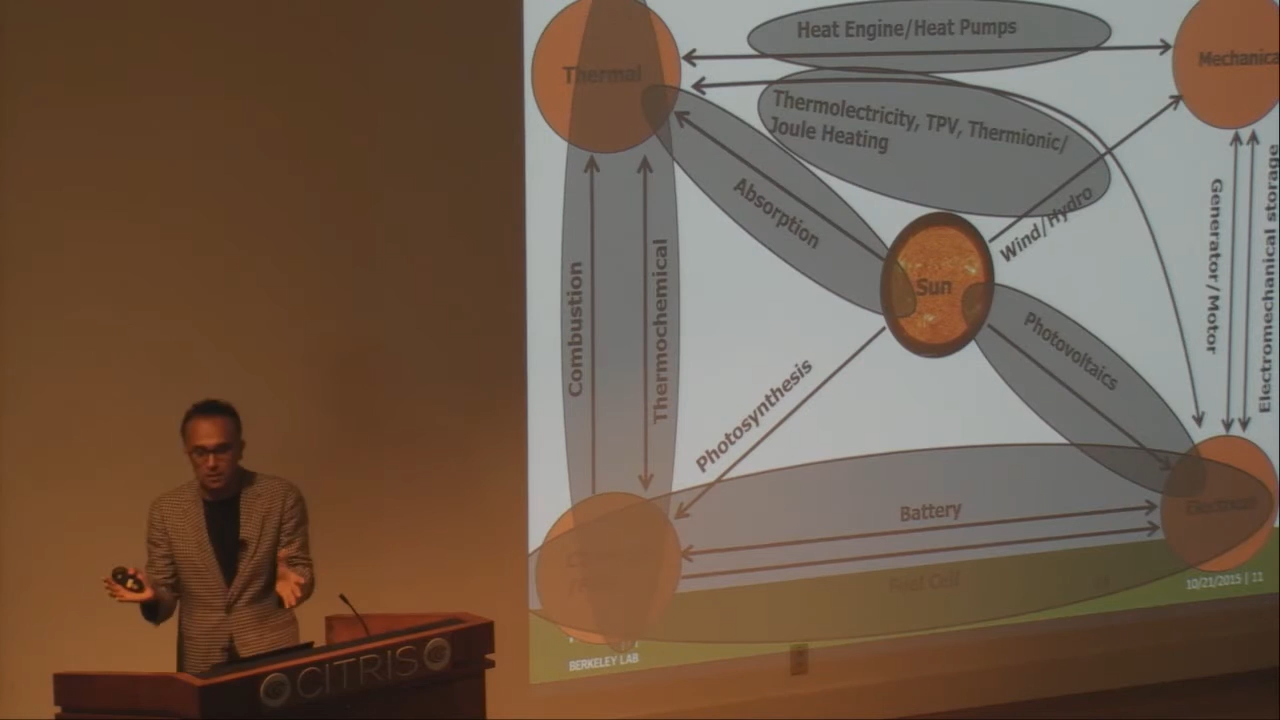 Heat Engine/Heat Pumps
Thermal
Mechanica
Thermolectricity, TPV, Thermionic/
Joule Heating
Absorption
Wind/Hydro
Sun
Generator/Motor
Electromechanical storage
Combustion
Thermochemical
Photovoltaics
Photosynthesis
Battery
Fuel Cell
10/21/2015 | 11
BERKELEY LAB
CITRIS